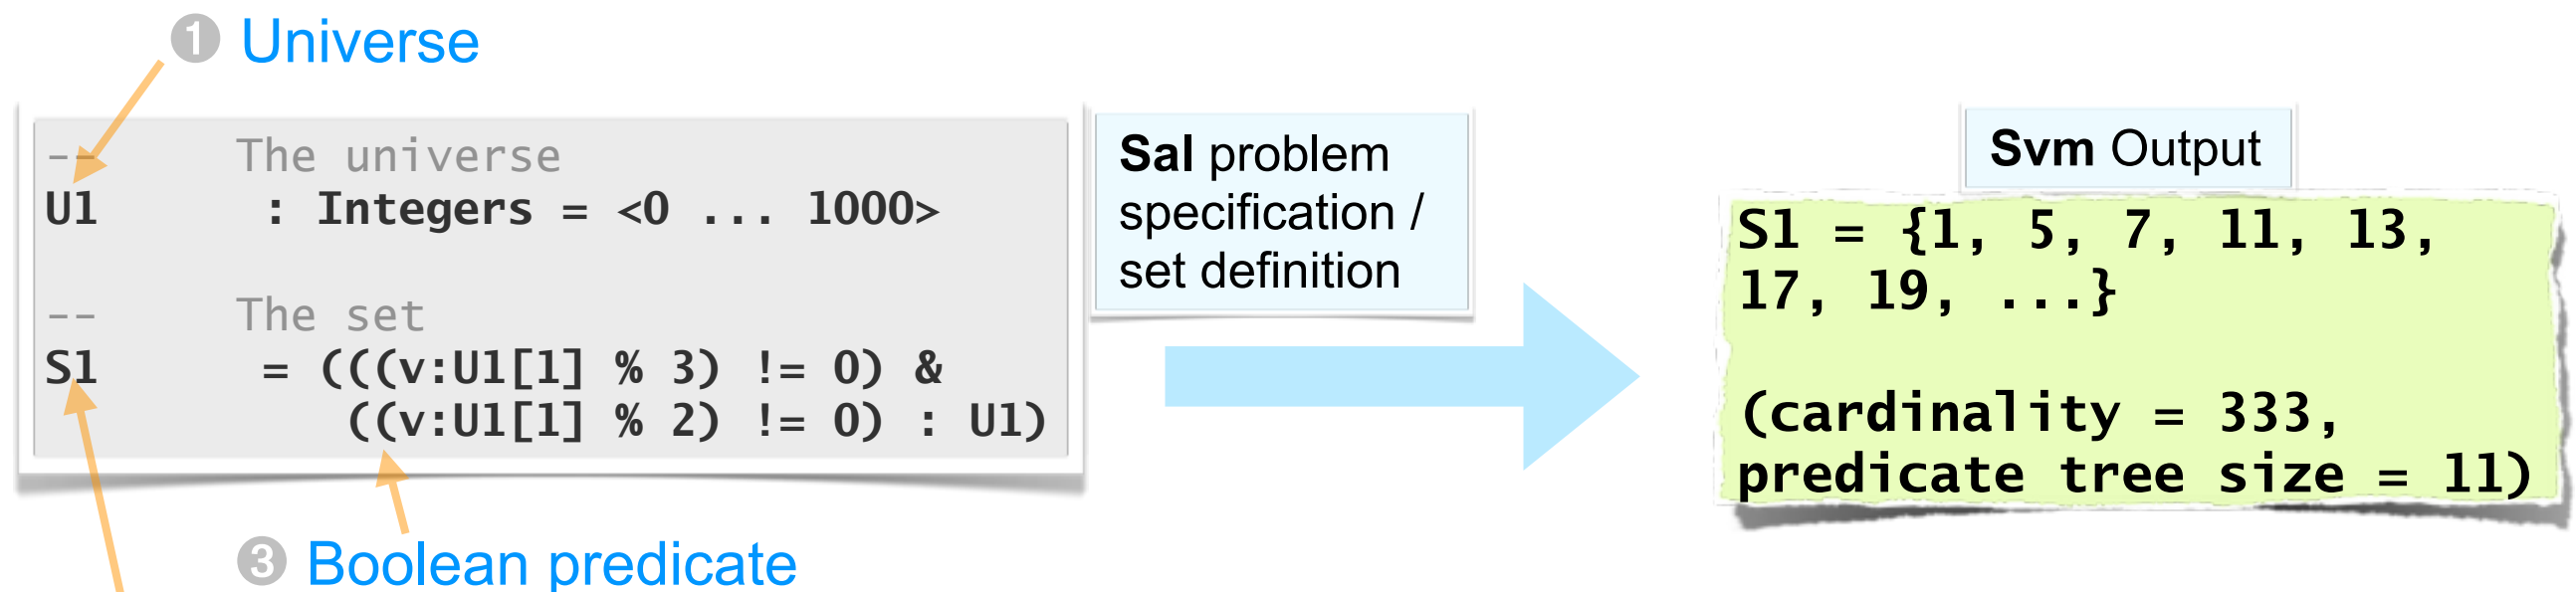 ❶ Universe
-- The universe
U1 : Integers = <0 ... 1000>
-- The set
S1 = (((v:U1[1] % 3) != 0) &
((v:U1[1] % 2) != 0) : U1)
❸ Boolean predicate
Sal problem
specification /
set definition
Svm Output
S1 = {1, 5, 7, 11, 13,
17, 19, ...}
(cardinality = 333,
predicate tree size = 11)